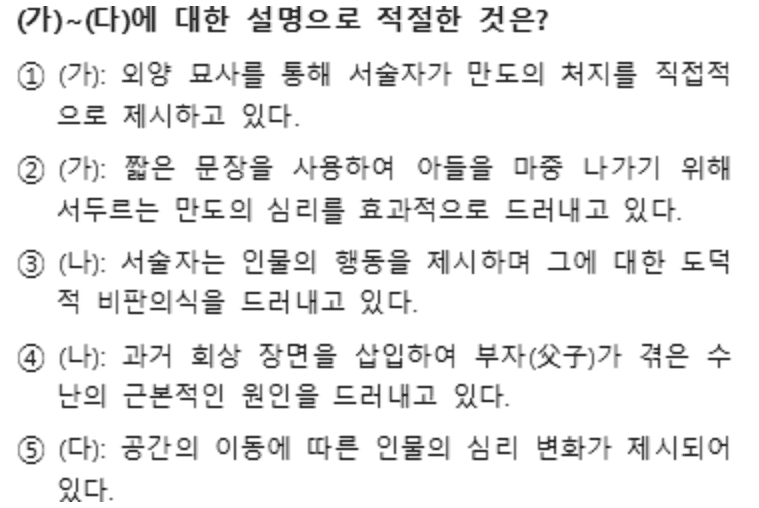 (가)~(다)에 대한 설명으로 적절한 것은?
① (가): 외양 묘사를 통해 서술자가 만도의 처지를 직접적
으로 제시하고 있다.
② (가): 짧은 문장을 사용하여 아들을 마중 나가기 위해
서두르는 만도의 심리를 효과적으로 드러내고 있다.
③ (나): 서술자는 인물의 행동을 제시하며 그에 대한 도덕
적 비판의식을 드러내고 있다.
④ (나): 과거 회상 장면을 삽입하여 부자(父子)가 겪은 수
난의 근본적인 원인을 드러내고 있다.
⑤ (다): 공간의 이동에 따른 인물의 심리 변화가 제시되어
있다.